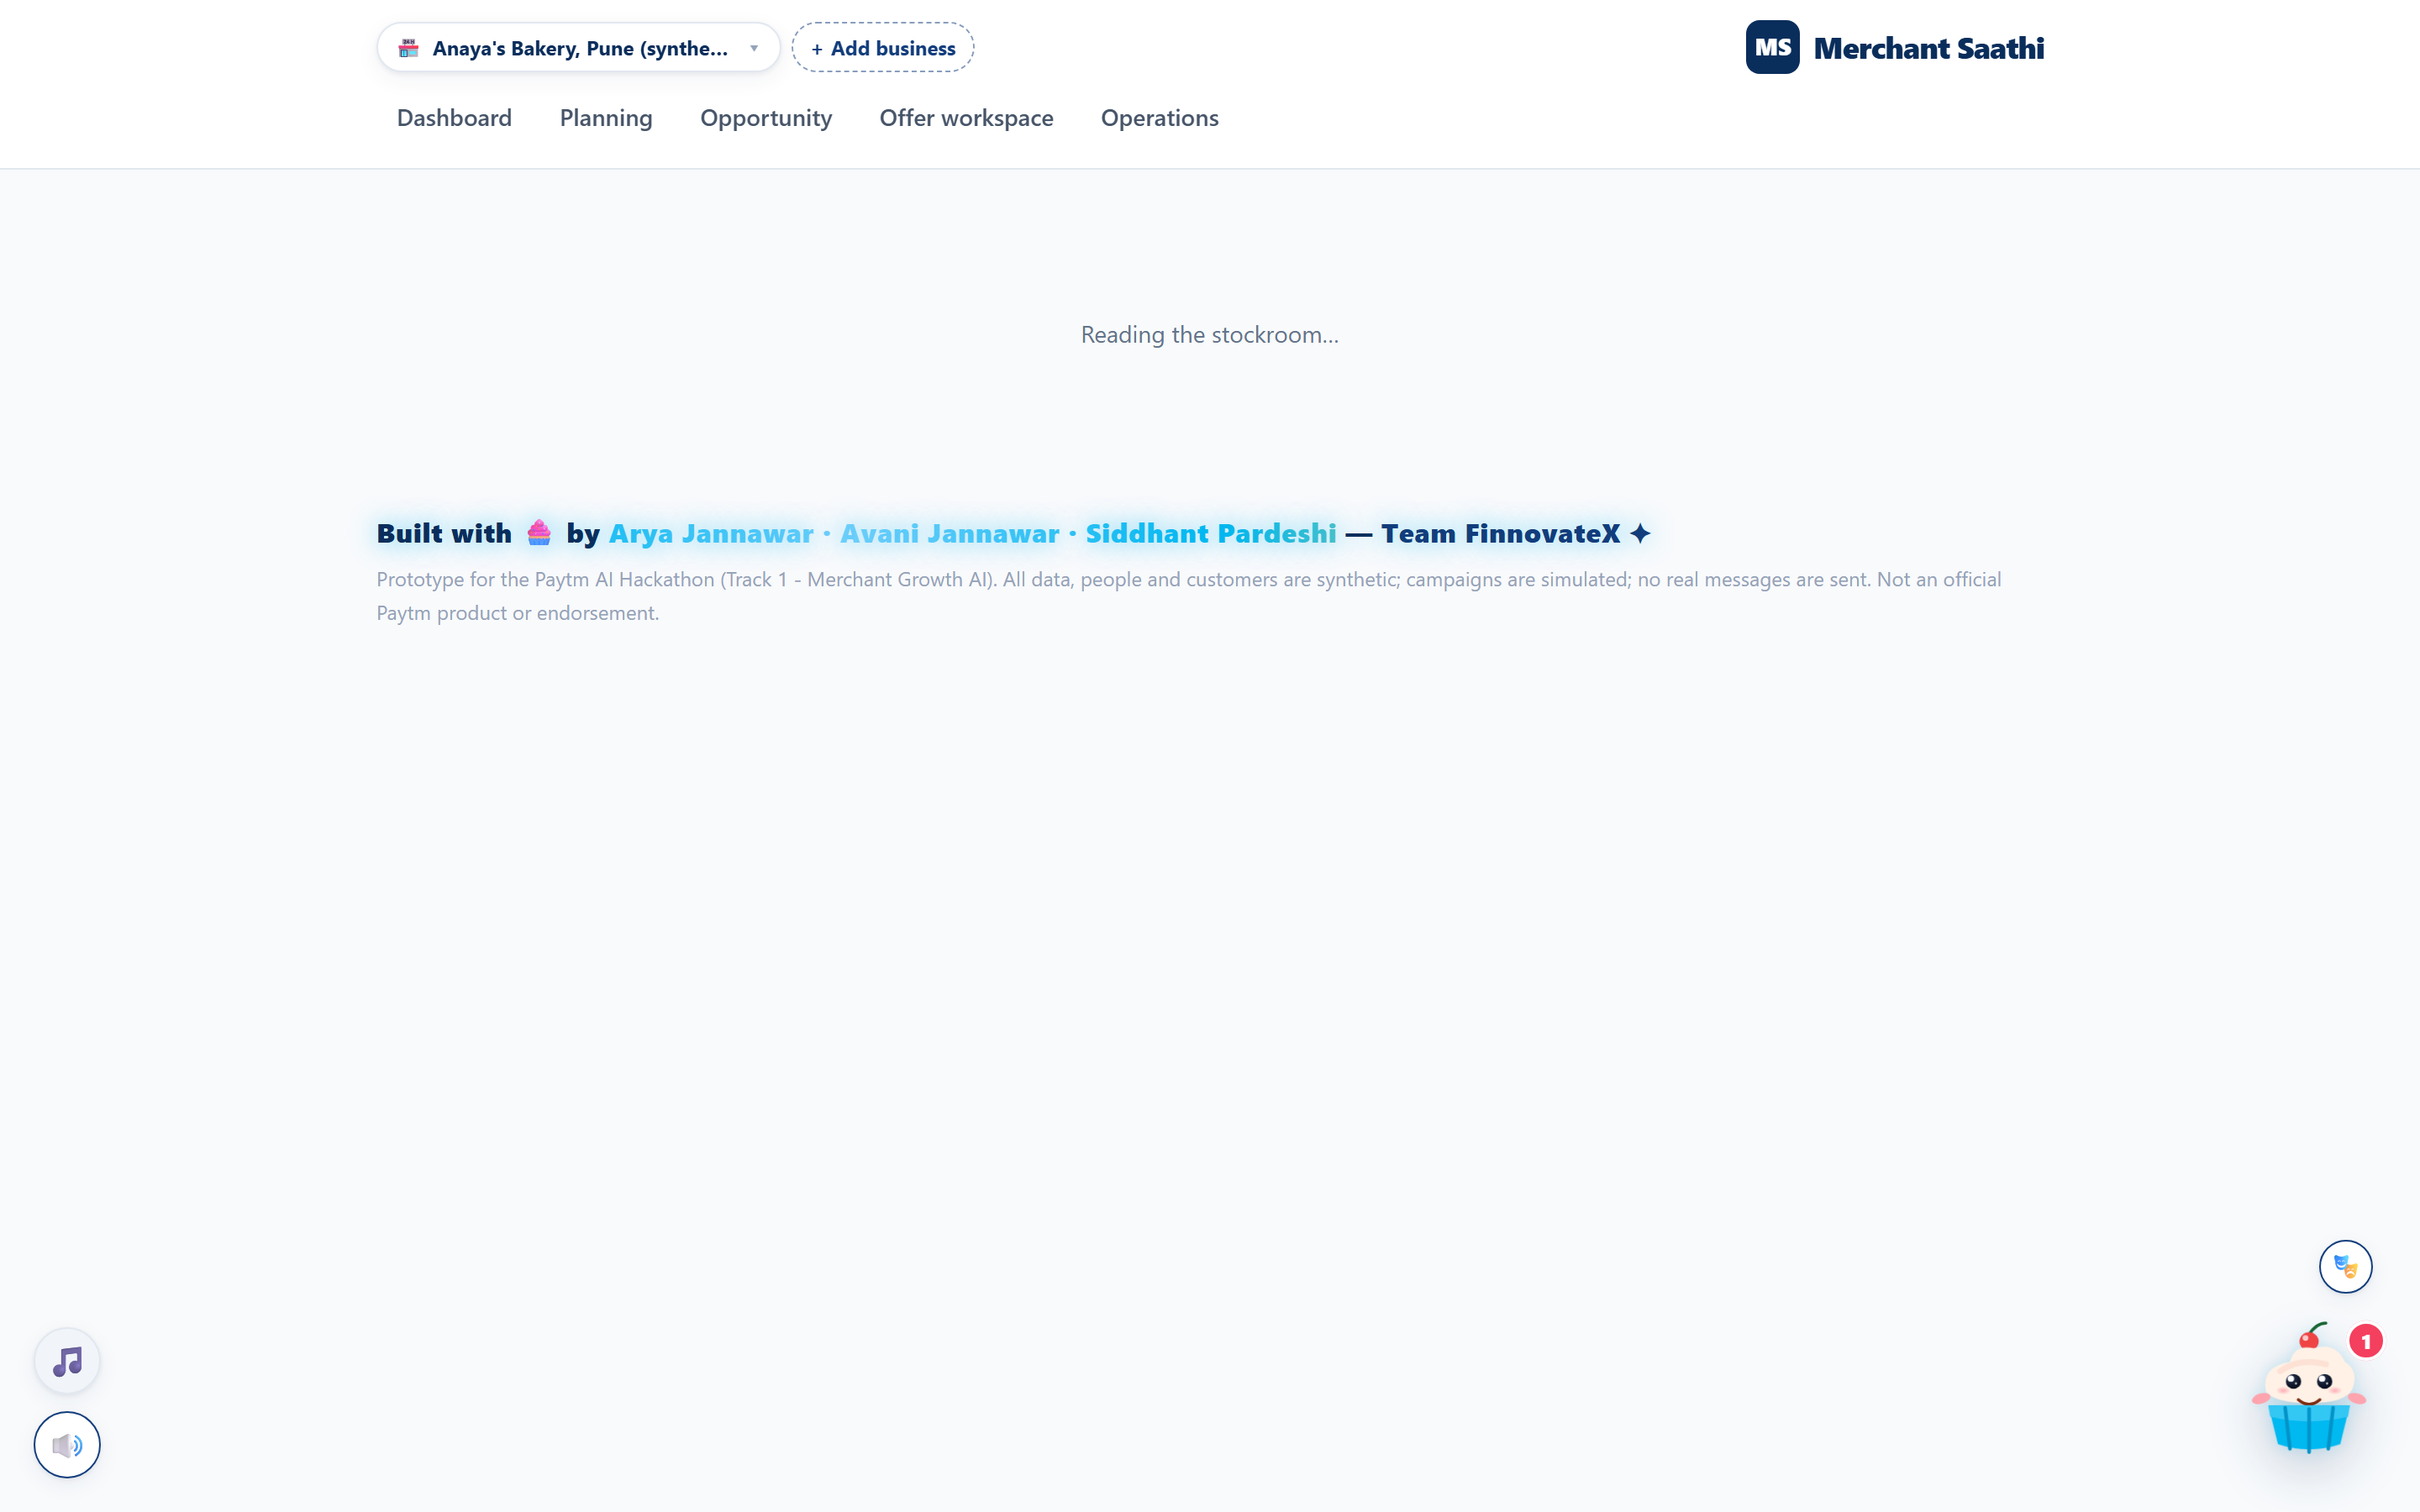 Anaya's Bakery, Pune (synthe...
+ Add business
MS Merchant Saathi
Dashboard
Planning
Opportunity
Offer workspace
Operations
Reading the stockroom...
Built with 🧁 by Arya Jannawar · Avani Jannawar · Siddhant Pardeshi — Team FinnovateX ✦
Prototype for the Paytm AI Hackathon (Track 1 - Merchant Growth AI). All data, people and customers are synthetic; campaigns are simulated; no real messages are sent. Not an official
Paytm product or endorsement.
1